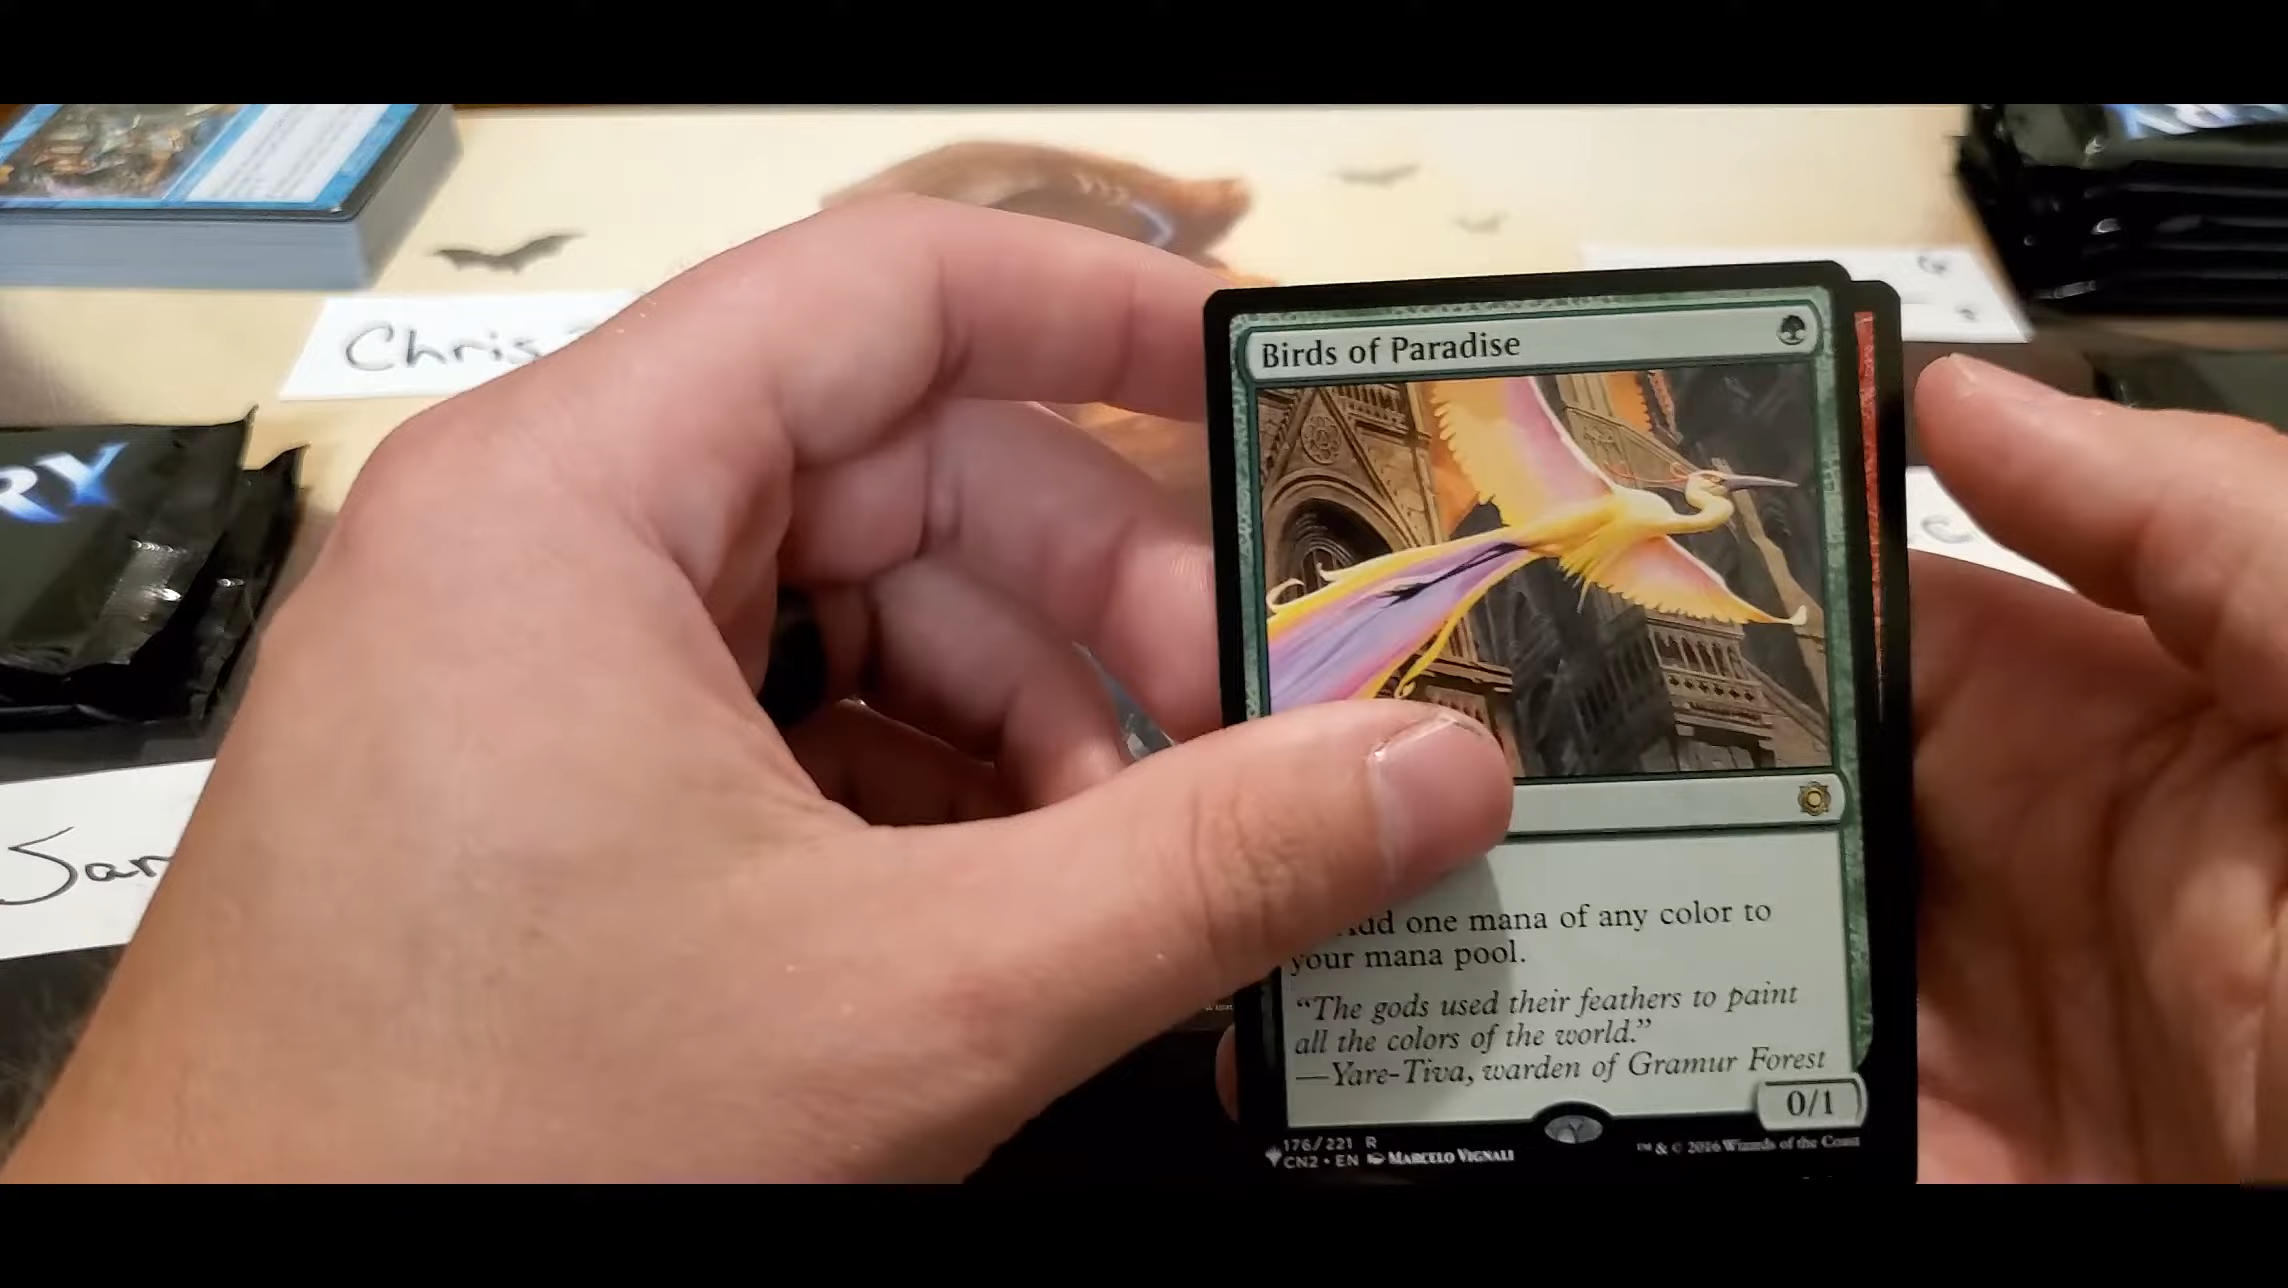 Chris
RY
Jar
Birds of Paradise
one mana of any color to
your mana pool.
“The gods used their feathers to paint
all the colors of the world.”
—Yare-Tiva, warden of Gramur Forest
0/1
176/221 R
CN2 • EN MARCELO VIGNALI
™ & © 2016 Wizards of the Coast